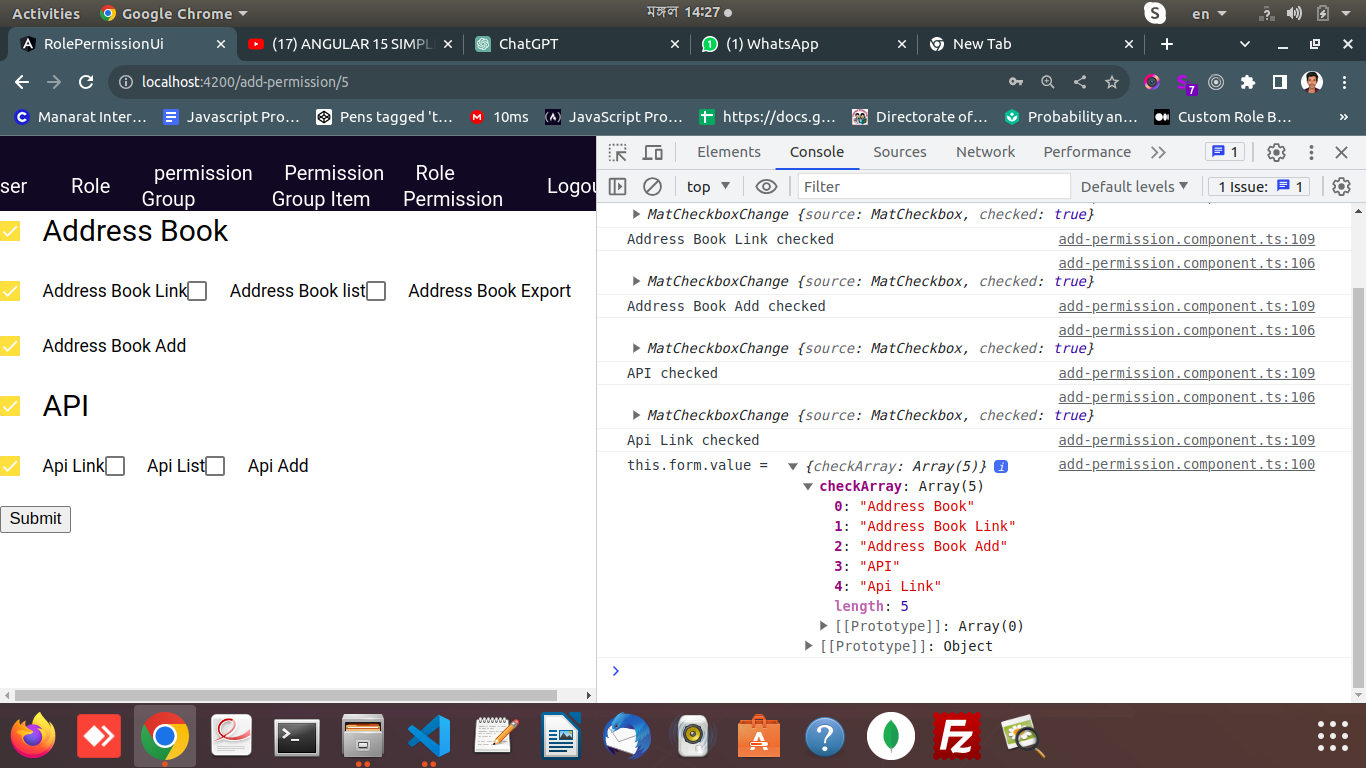 Activities Google Chrome মঙ্গল 14:27 en
RolePermissionUi (17) ANGULAR 15 SIMPL ChatGPT (1) WhatsApp New Tab
localhost:4200/add-permission/5 7
Manarat Inter... Javascript Pro... Pens tagged 't... 10ms JavaScript Pro... https://docs.g... Directorate of... Probability an... Custom Role B... »
ser Role permission Group Permission Group Item Role Permission Logou
Address Book
Address Book Link Address Book list Address Book Export
Address Book Add
API
Api Link Api List Api Add
Submit
Elements Console Sources Network Performance 1
top Filter Default levels 1 Issue: 1
MatCheckboxChange {source: MatCheckbox, checked: true}
Address Book Link checked add-permission.component.ts:109
add-permission.component.ts:106
MatCheckboxChange {source: MatCheckbox, checked: true}
Address Book Add checked add-permission.component.ts:109
add-permission.component.ts:106
MatCheckboxChange {source: MatCheckbox, checked: true}
API checked add-permission.component.ts:109
add-permission.component.ts:106
MatCheckboxChange {source: MatCheckbox, checked: true}
Api Link checked add-permission.component.ts:109
this.form.value = {checkArray: Array(5)} i add-permission.component.ts:100
checkArray: Array(5)
0: "Address Book"
1: "Address Book Link"
2: "Address Book Add"
3: "API"
4: "Api Link"
length: 5
[[Prototype]]: Array(0)
[[Prototype]]: Object